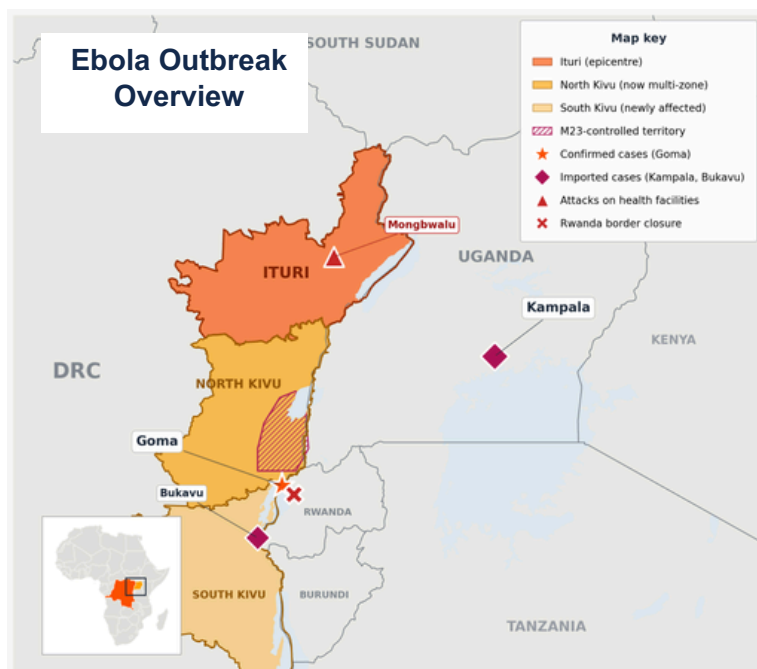 Ebola Outbreak
Overview
SOUTH SUDAN
Map key
Ituri (epicentre)
North Kivu (now multi-zone)
South Kivu (newly affected)
M23-controlled territory
Confirmed cases (Goma)
Imported cases (Kampala, Bukavu)
Attacks on health facilities
Rwanda border closure
Mongbwalu
UGANDA
ITURI
Kampala
KENYA
DRC
NORTH KIVU
Goma
Bukavu
RWANDA
SOUTH KIVU
BURUNDI
TANZANIA